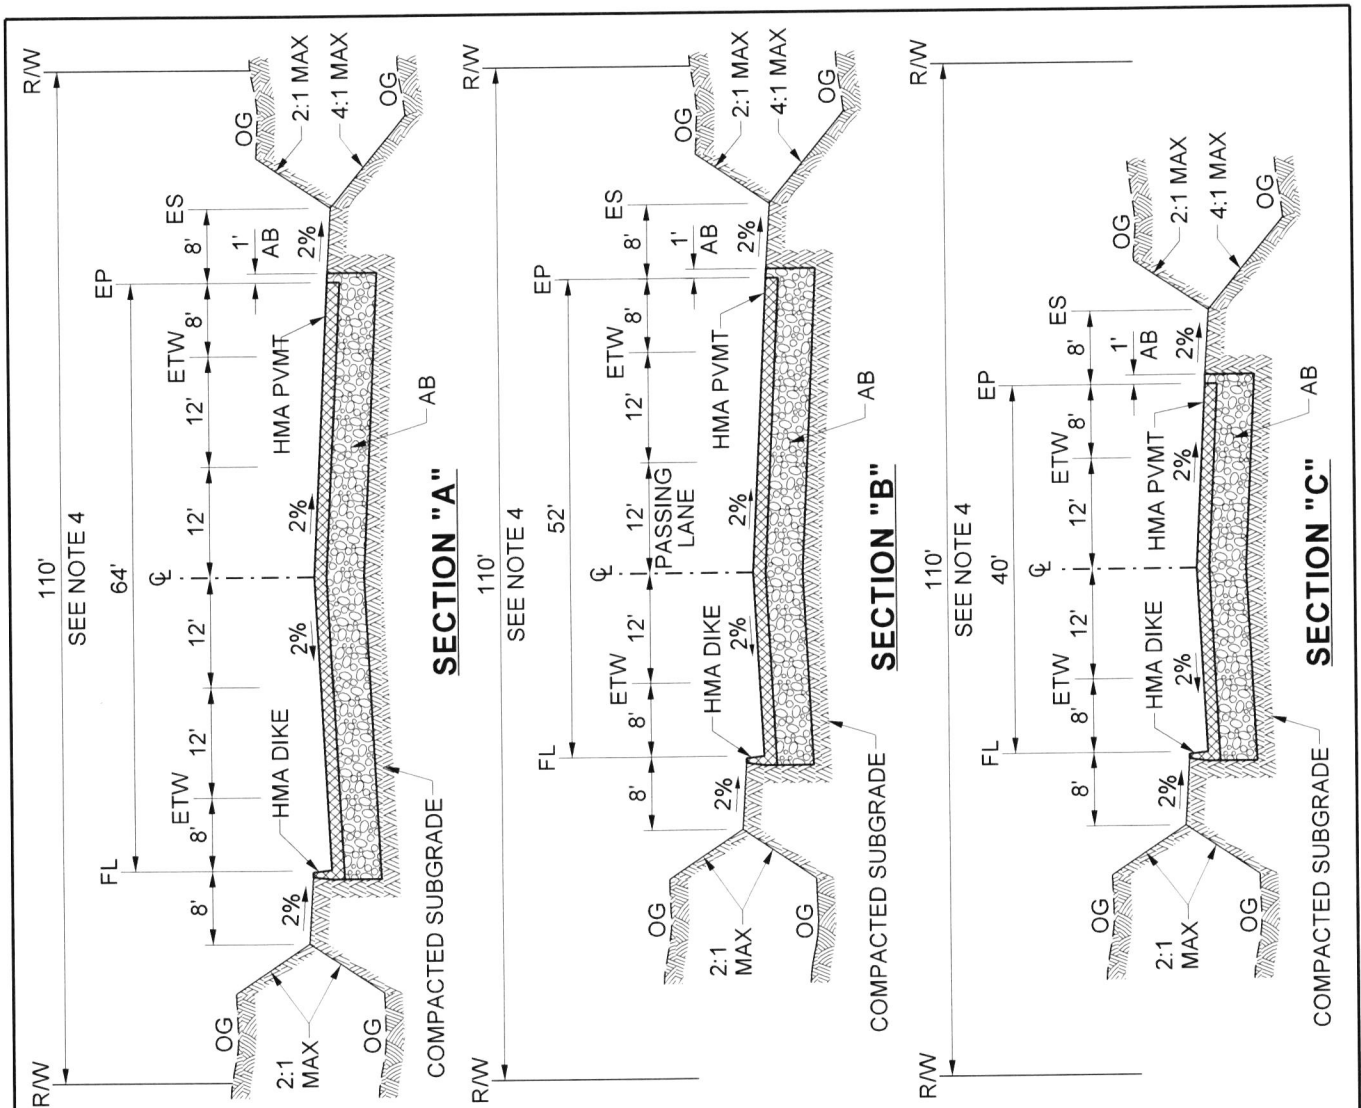 R/W
110'
SEE NOTE 4
R/W
64'
FL
EP
8'
8'
ETW
12'
12'
℄
12'
12'
ETW
8'
8'
ES
1'
AB
2%
2%
2%
2%
HMA DIKE
HMA PVMT
AB
OG
OG
2:1
MAX
OG
2:1 MAX
4:1 MAX
OG
COMPACTED SUBGRADE
SECTION "A"
R/W
110'
SEE NOTE 4
R/W
52'
FL
EP
8'
8'
ETW
12'
℄
12'
PASSING
LANE
12'
ETW
8'
8'
ES
1'
AB
2%
2%
2%
2%
HMA DIKE
HMA PVMT
AB
OG
OG
2:1
MAX
OG
2:1 MAX
4:1 MAX
OG
COMPACTED SUBGRADE
SECTION "B"
R/W
110'
SEE NOTE 4
R/W
40'
FL
EP
8'
8'
ETW
12'
℄
12'
ETW
8'
8'
ES
1'
AB
2%
2%
2%
2%
HMA DIKE
HMA PVMT
AB
OG
OG
2:1
MAX
OG
2:1 MAX
4:1 MAX
OG
COMPACTED SUBGRADE
SECTION "C"